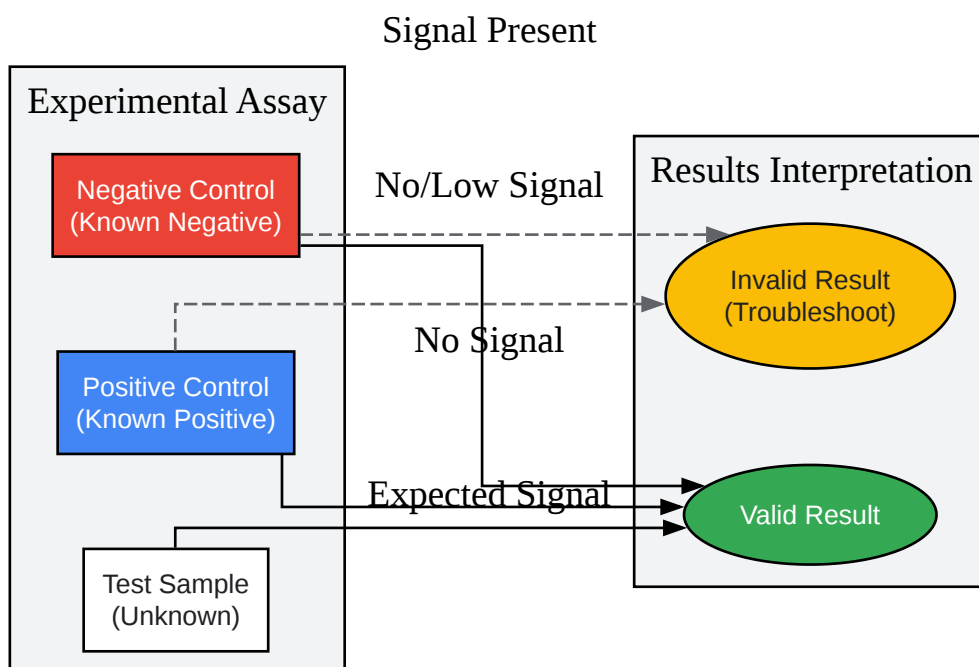 Signal Present
Experimental Assay
Negative Control
(Known Negative)
No/Low Signal
Results Interpretation
Invalid Result
(Troubleshoot)
No Signal
Positive Control
(Known Positive)
Expected Signal
Valid Result
Test Sample
(Unknown)